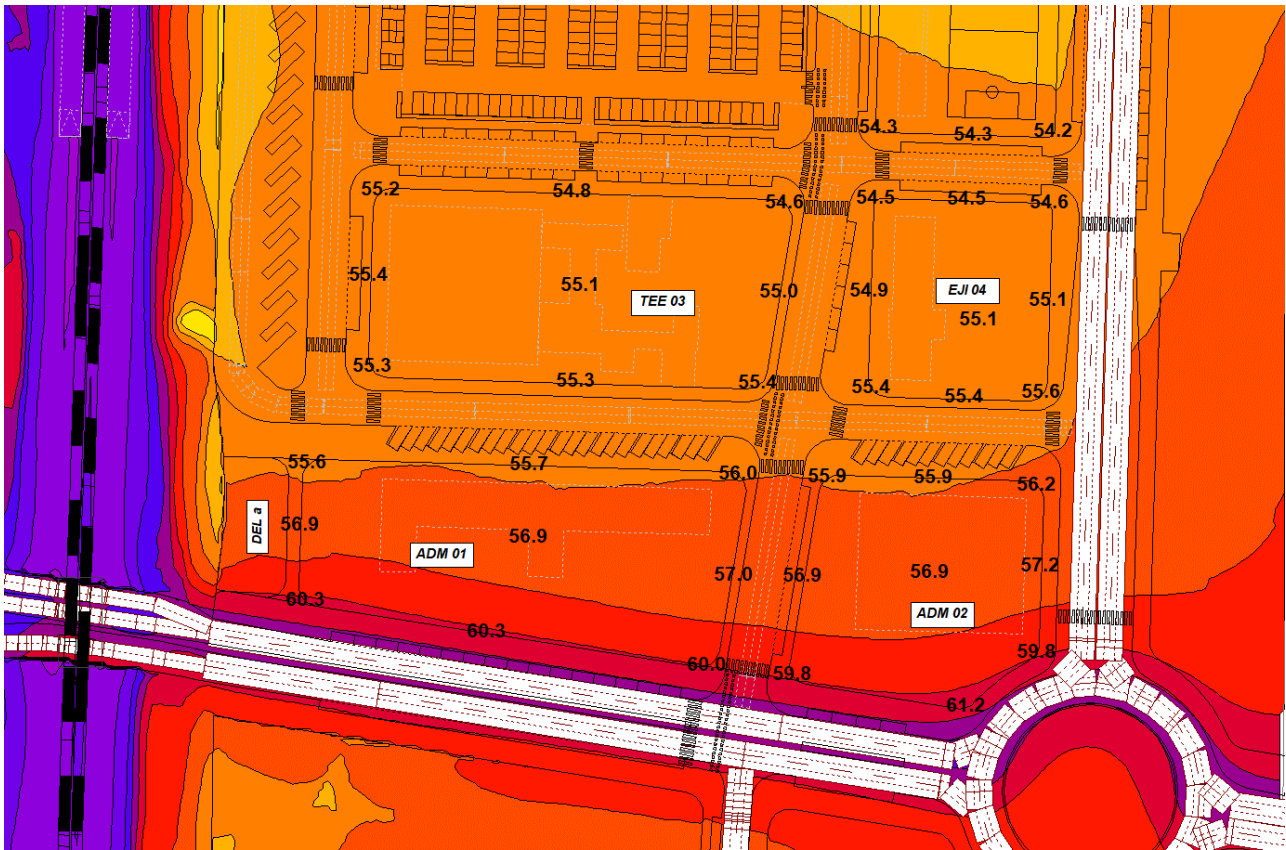 54.3 54.3 54.2
55.2 54.8 54.6 54.5 54.5 54.6
55.4 55.1 TEE 03 55.0 54.9 EJI 04 55.1
55.1
55.3 55.3 55.4 55.4 55.4 55.6
55.6 55.7 56.0 55.9 55.9 56.2
DEL a 56.9 ADM 01 56.9
57.0 56.9 56.9 57.2
ADM 02
60.3 60.3 60.0 59.8 59.8
61.2